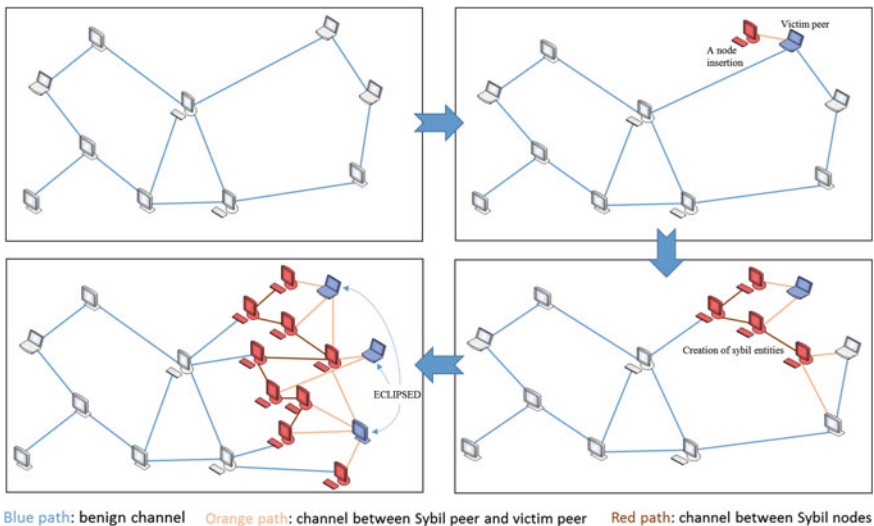 Victim peer
A node
insertion
Creation of sybil entities
ECLIPSED
Blue path: benign channel Orange path: channel between Sybil peer and victim peer Red path: channel between Sybil nodes